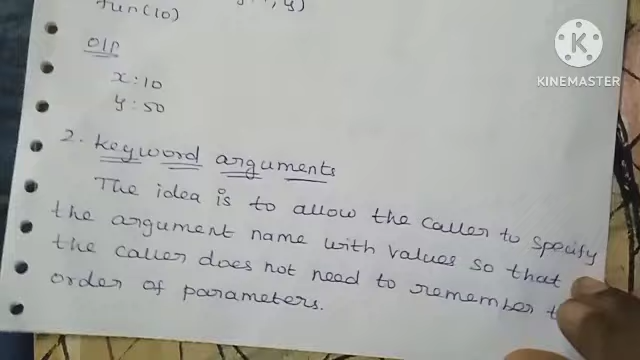 fun(10)
y)
O/P
x:10
y:50
KINEMASTER
2. Keyword arguments
The idea is to allow the caller to specify
the argument name with values so that
the caller does not need to remember
order of parameters.